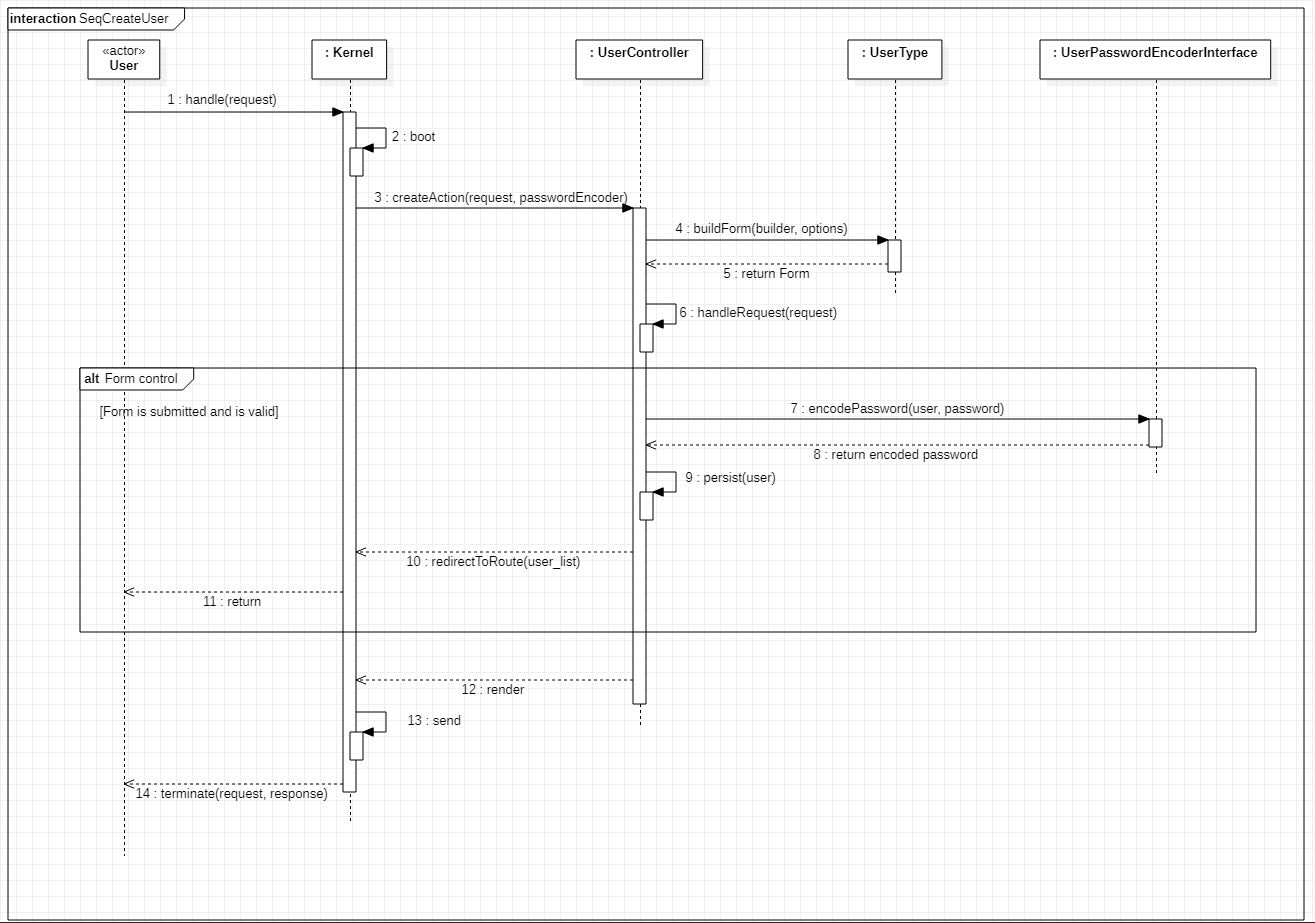 interaction SeqCreateUser
«actor»
User
: Kernel
: UserController
: UserType
: UserPasswordEncoderInterface
1 : handle(request)
2 : boot
3 : createAction(request, passwordEncoder)
4 : buildForm(builder, options)
5 : return Form
6 : handleRequest(request)
alt Form control
[Form is submitted and is valid]
7 : encodePassword(user, password)
8 : return encoded password
9 : persist(user)
10 : redirectToRoute(user_list)
11 : return
12 : render
13 : send
14 : terminate(request, response)